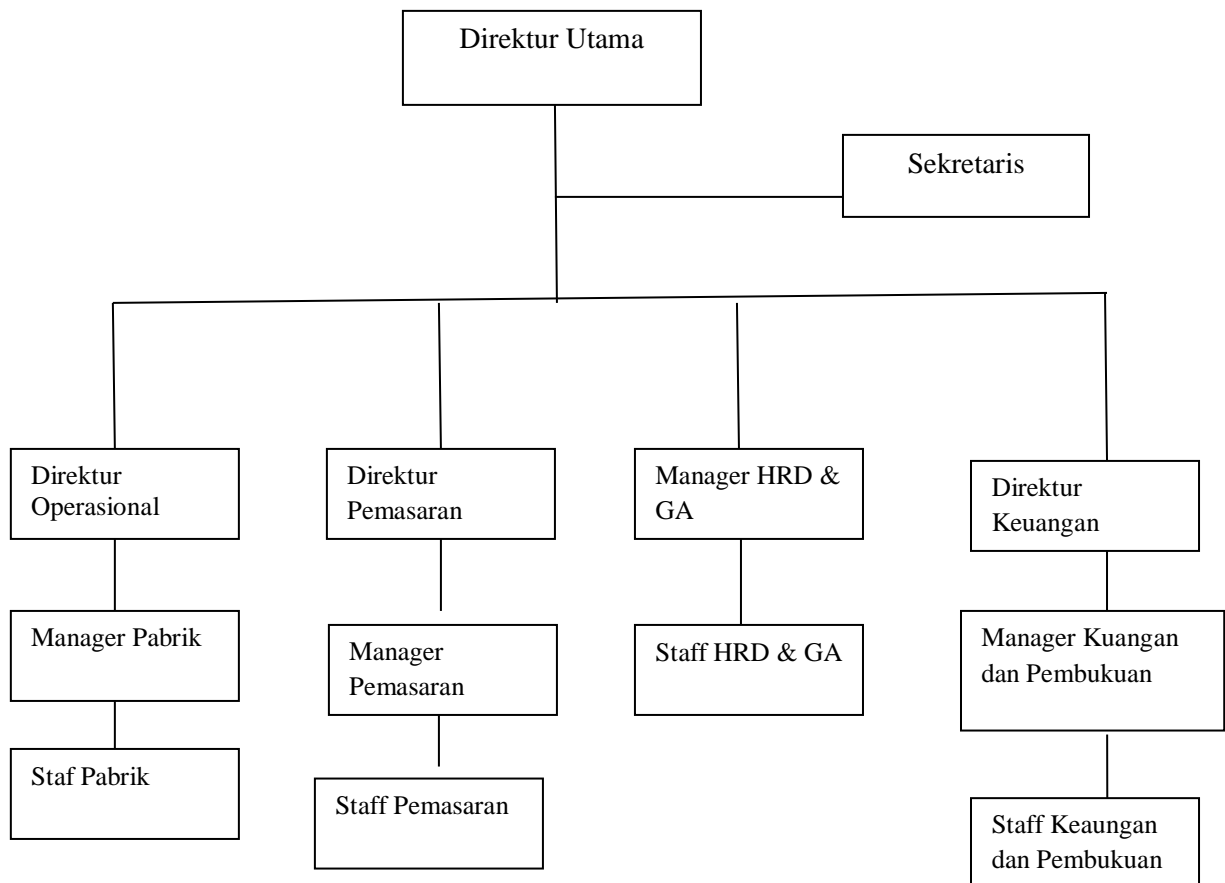 Direktur Utama
Sekretaris
Direktur
Operasional
Direktur
Pemasaran
Manager HRD &
GA
Direktur
Keuangan
Manager Pabrik
Manager
Pemasaran
Staff HRD & GA
Manager Kuangan
dan Pembukuan
Staf Pabrik
Staff Pemasaran
Staff Keaungan
dan Pembukuan